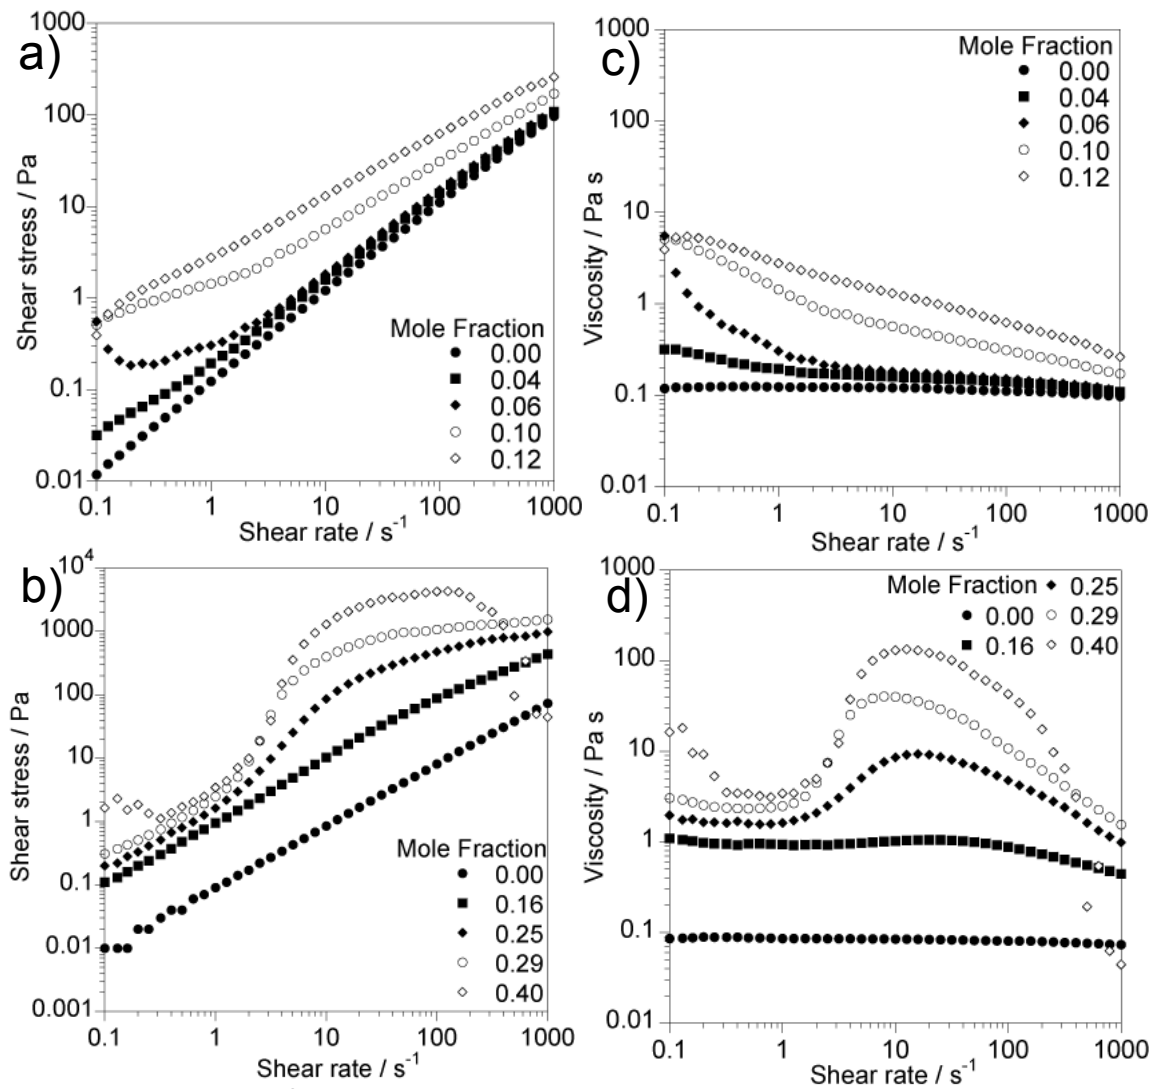 a)
1000
100
10
1
0.1
0.01
Shear stress / Pa
Mole Fraction
0.00
0.04
0.06
0.10
0.12
0.1 1 10 100 1000
Shear rate / s⁻¹
c)
1000
100
10
1
0.1
0.01
Viscosity / Pa s
Mole Fraction
0.00
0.04
0.06
0.10
0.12
0.1 1 10 100 1000
Shear rate / s⁻¹
b)
10⁴
1000
100
10
1
0.1
0.01
0.001
Shear stress / Pa
Mole Fraction
0.00
0.16
0.25
0.29
0.40
0.1 1 10 100 1000
Shear rate / s⁻¹
d)
1000
100
10
1
0.1
0.01
Viscosity / Pa s
Mole Fraction
0.00
0.16
0.25
0.29
0.40
0.1 1 10 100 1000
Shear rate / s⁻¹